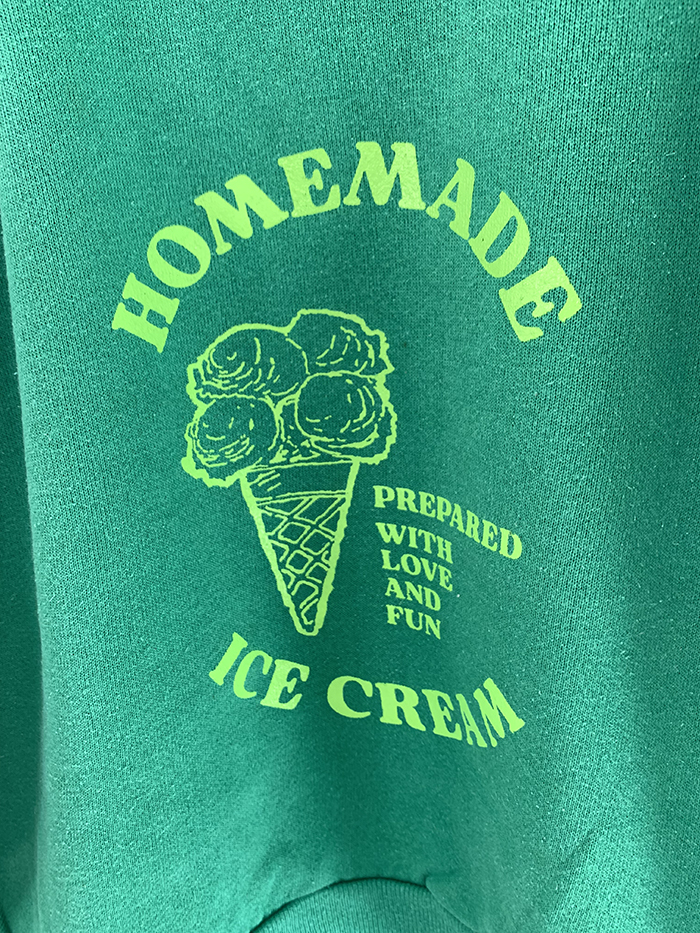 HOMEMADE
PREPARED
WITH
LOVE
AND
FUN
ICE CREAM